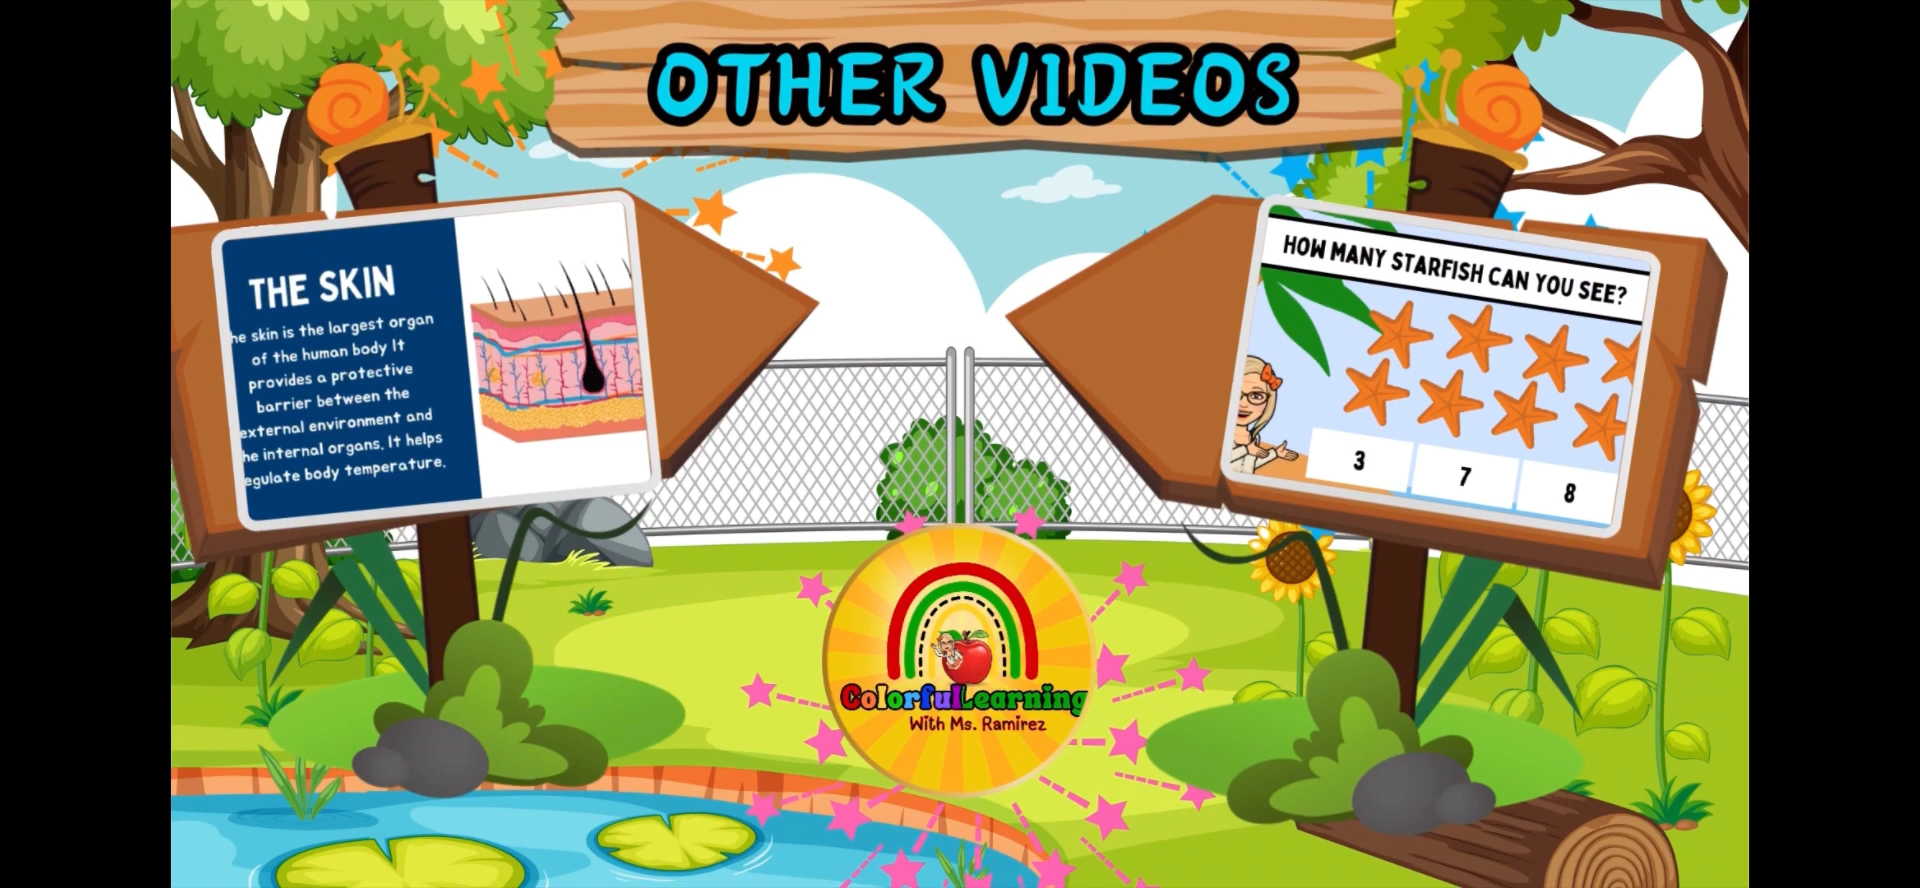 OTHER VIDEOS
THE SKIN
he skin is the largest organ
of the human body It
provides a protective
barrier between the
external environment and
he internal organs. It helps
egulate body temperature.
HOW MANY STARFISH CAN YOU SEE?
3
7
8
ColorfulLearning
With Ms. Ramirez